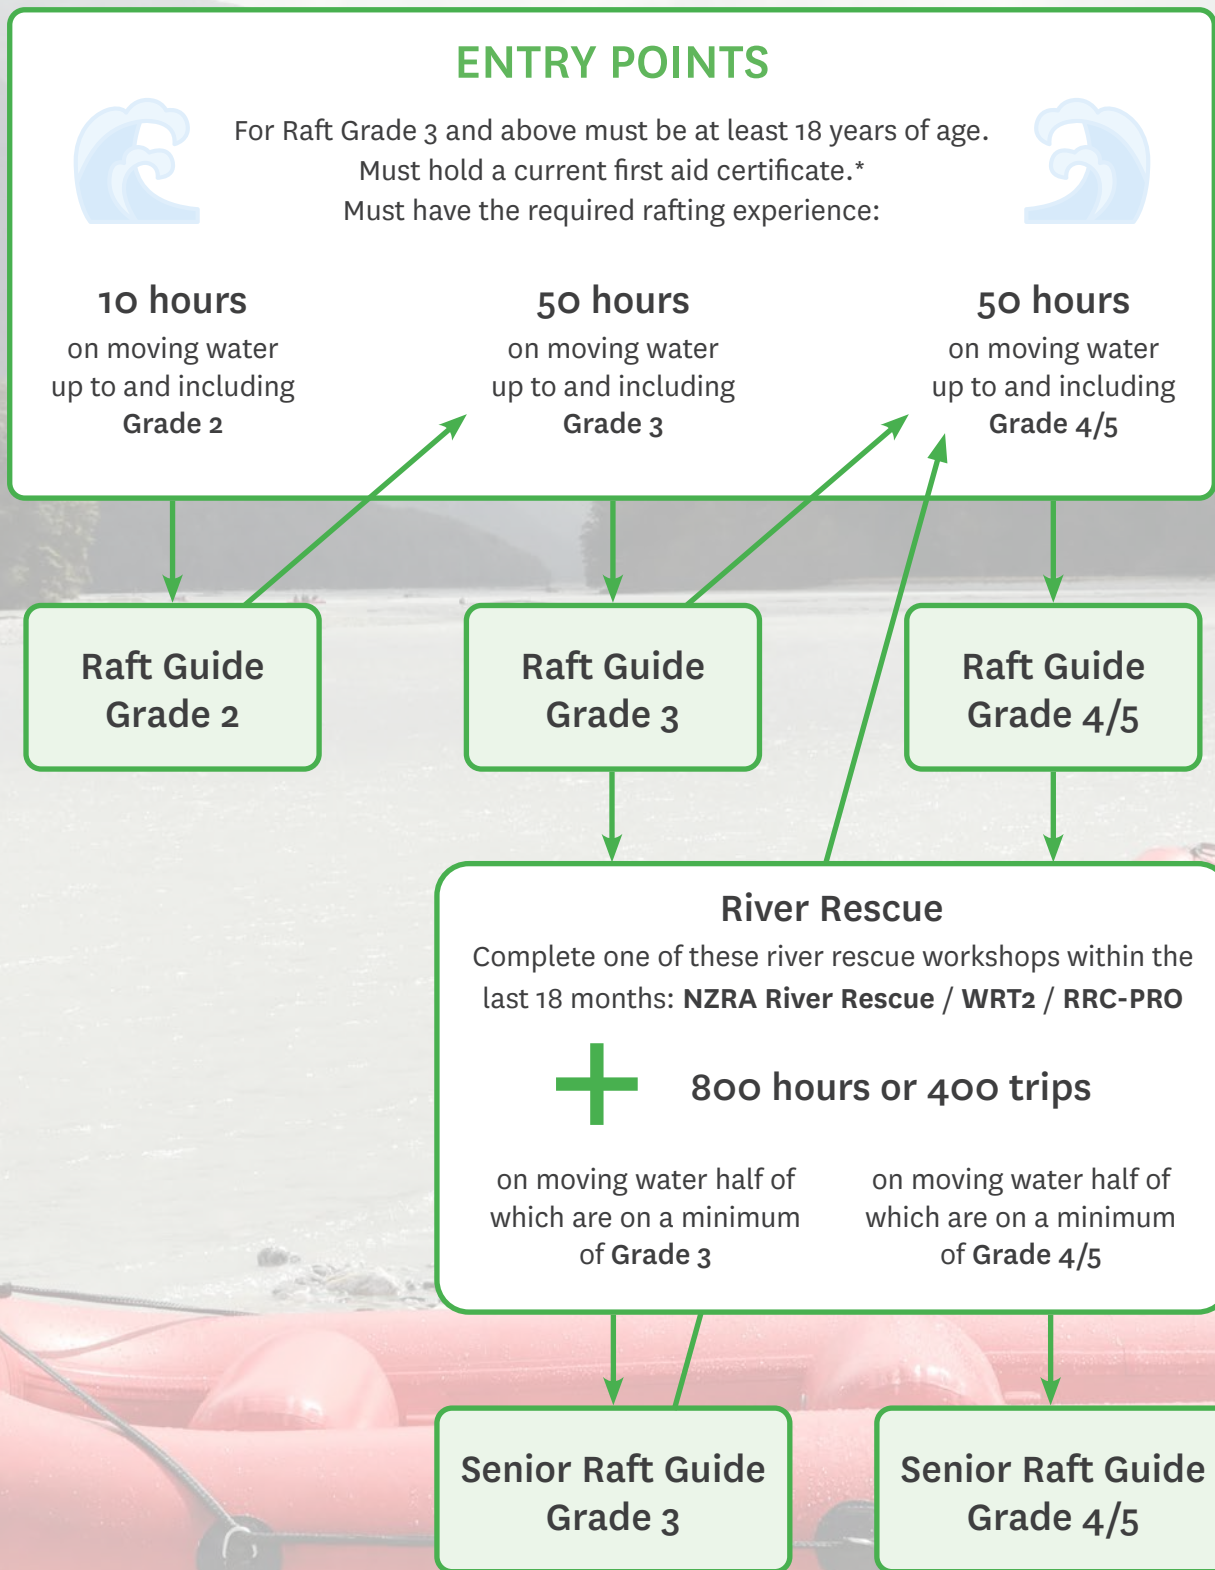 ENTRY POINTS
For Raft Grade 3 and above must be at least 18 years of age.
Must hold a current first aid certificate.*
Must have the required rafting experience:
10 hours
on moving water
up to and including
Grade 2
50 hours
on moving water
up to and including
Grade 3
50 hours
on moving water
up to and including
Grade 4/5
Raft Guide
Grade 2
Raft Guide
Grade 3
Raft Guide
Grade 4/5
River Rescue
Complete one of these river rescue workshops within the
last 18 months: NZRA River Rescue / WRT2 / RRC-PRO
800 hours or 400 trips
on moving water half of
which are on a minimum
of Grade 3
on moving water half of
which are on a minimum
of Grade 4/5
Senior Raft Guide
Grade 3
Senior Raft Guide
Grade 4/5